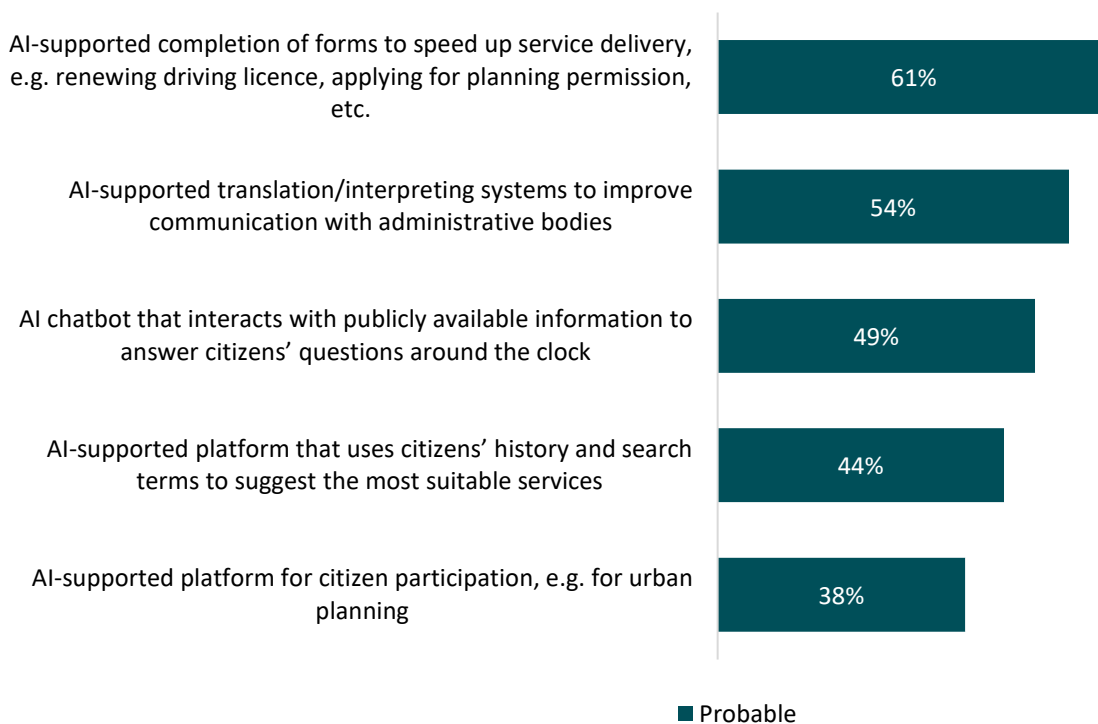 AI-supported completion of forms to speed up service delivery,
e.g. renewing driving licence, applying for planning permission,
etc.
61%
AI-supported translation/interpreting systems to improve
communication with administrative bodies
54%
AI chatbot that interacts with publicly available information to
answer citizens’ questions around the clock
49%
AI-supported platform that uses citizens’ history and search
terms to suggest the most suitable services
44%
AI-supported platform for citizen participation, e.g. for urban
planning
38%
Probable